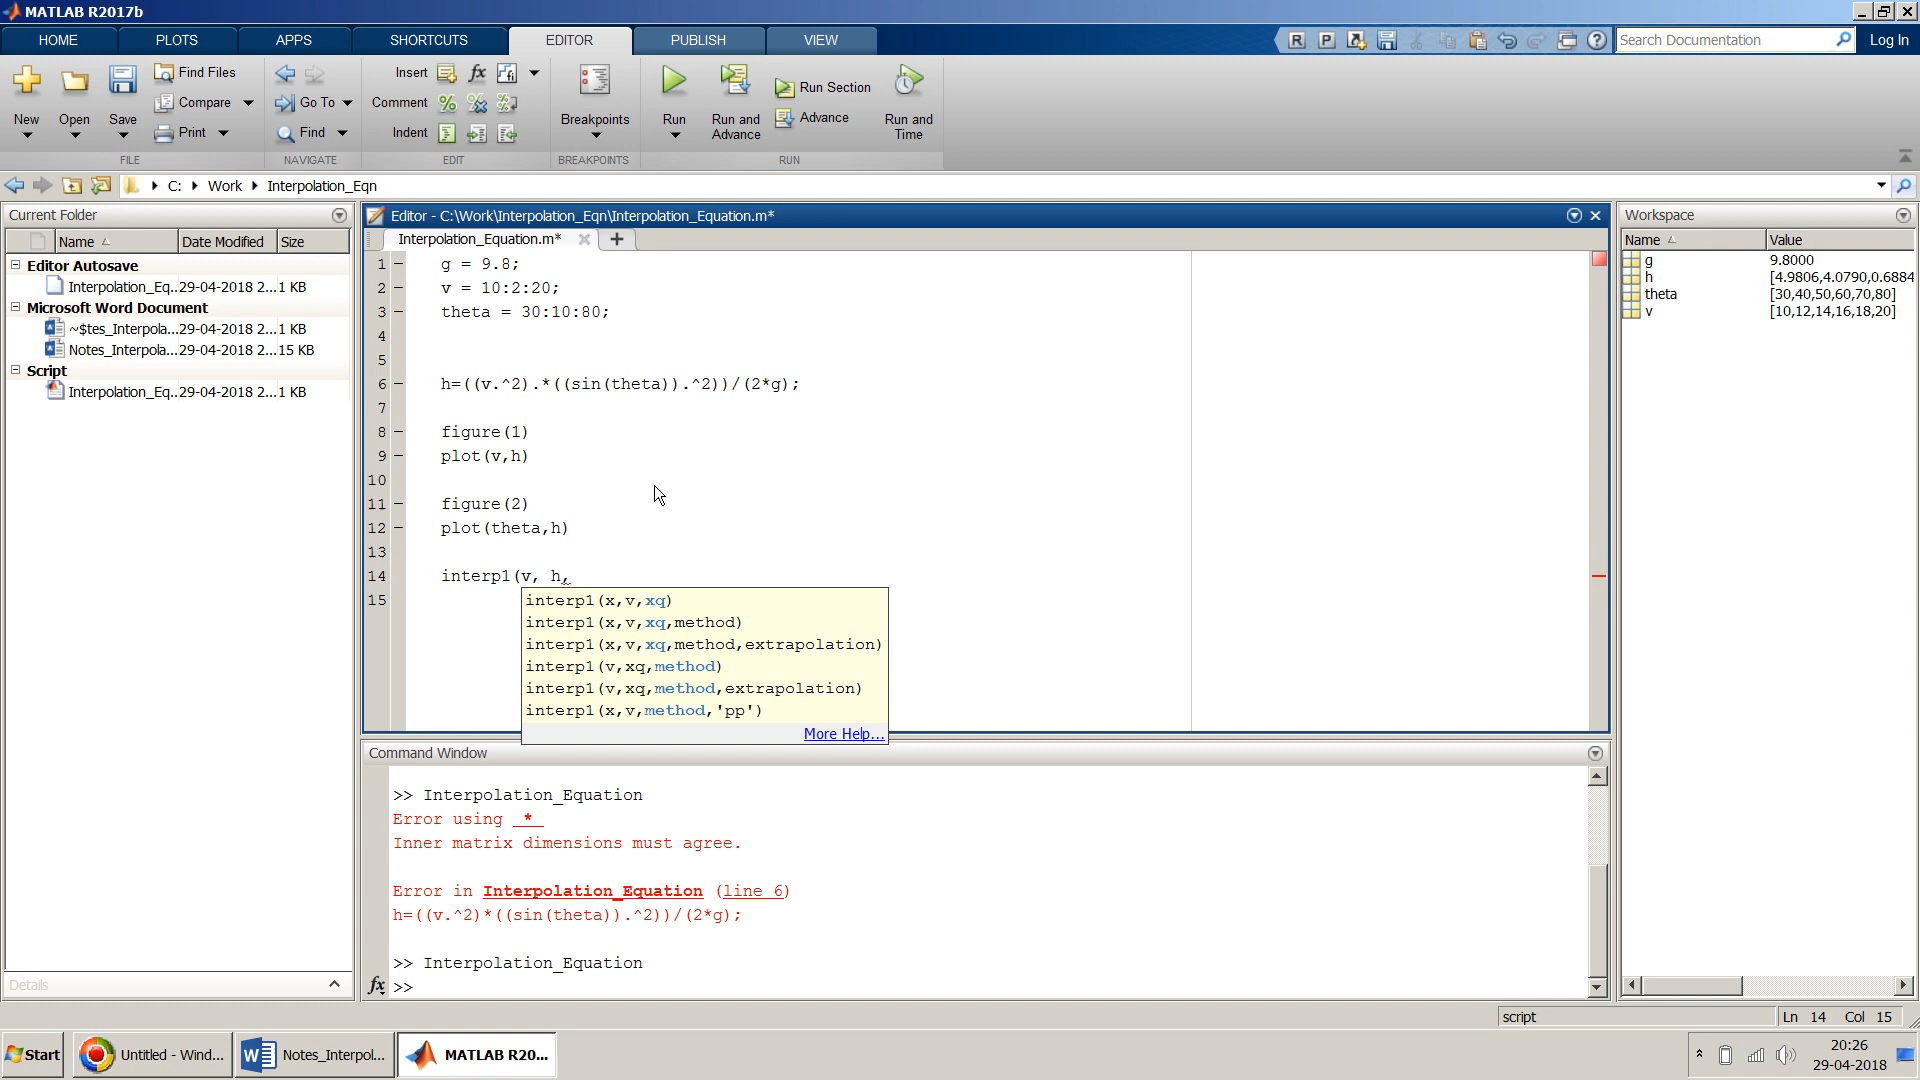 MATLAB R2017b
HOME PLOTS APPS SHORTCUTS EDITOR PUBLISH VIEW
Search Documentation
Log In
New
Open
Save
Find Files
Compare
Print
FILE
Go To
Find
NAVIGATE
Insert
Comment
Indent
EDIT
Breakpoints
BREAKPOINTS
Run
Run and Advance
Run Section
Advance
Run and Time
RUN
C: Work Interpolation_Eqn
Current Folder
Name Date Modified Size
Editor Autosave
Interpolation_Eq..29-04-2018 2...1 KB
Microsoft Word Document
~$tes_Interpola...29-04-2018 2...1 KB
Notes_Interpola...29-04-2018 2...15 KB
Script
Interpolation_Eq..29-04-2018 2...1 KB
Details
Editor - C:\Work\Interpolation_Eqn\Interpolation_Equation.m*
Interpolation_Equation.m*
1 g = 9.8;
2 v = 10:2:20;
3 theta = 30:10:80;
4
5
6 h=((v.^2).*((sin(theta)).^2))/(2*g);
7
8 figure(1)
9 plot(v,h)
10
11 figure(2)
12 plot(theta,h)
13
14 interp1(v, h,
15
interp1(x,v,xq)
interp1(x,v,xq,method)
interp1(x,v,xq,method,extrapolation)
interp1(v,xq,method)
interp1(v,xq,method,extrapolation)
interp1(x,v,method,'pp')
More Help...
Command Window
>> Interpolation_Equation
Error using *
Inner matrix dimensions must agree.
Error in Interpolation_Equation (line 6)
h=((v.^2)*((sin(theta)).^2))/(2*g);
>> Interpolation_Equation
fx >>
Workspace
Name Value
g 9.8000
h [4.9806,4.0790,0.6884
theta [30,40,50,60,70,80]
v [10,12,14,16,18,20]
script Ln 14 Col 15
Start
Untitled - Wind...
Notes_Interpol...
MATLAB R20...
20:26
29-04-2018